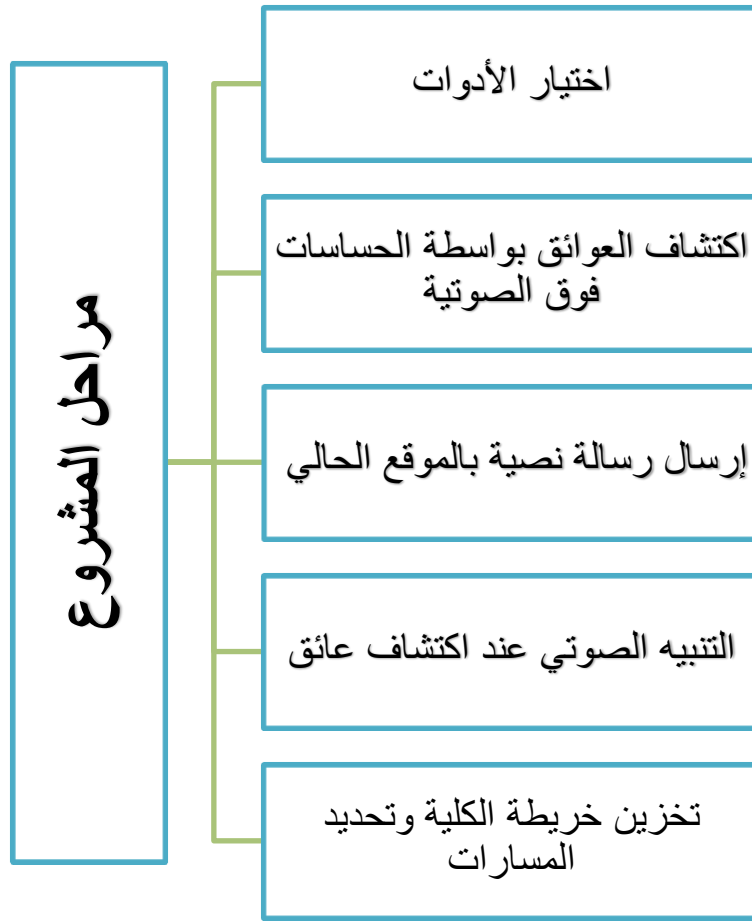 مراحل المشروع
اختيار الأدوات
اكتشاف العوائق بواسطة الحساسات
فوق الصوتية
إرسال رسالة نصية بالموقع الحالي
التنبيه الصوتي عند اكتشاف عائق
تخزين خريطة الكلية وتحديد
المسارات